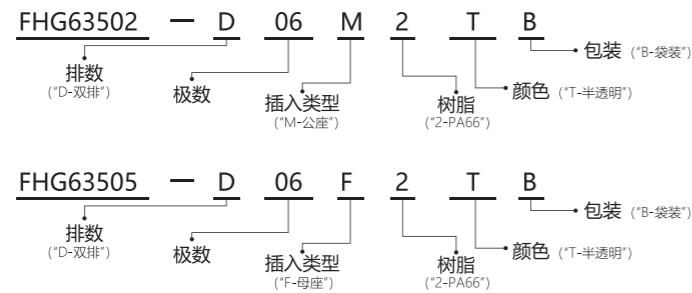 FHG63502 — D 06 M 2 T B
包装 (“B-袋装”)
排数
(“D-双排”)
极数
插入类型
(“M-公座”)
树脂
(“2-PA66”)
颜色 (“T-半透明”)
FHG63505 — D 06 F 2 T B
包装 (“B-袋装”)
排数
(“D-双排”)
极数
插入类型
(“F-母座”)
树脂
(“2-PA66”)
颜色 (“T-半透明”)